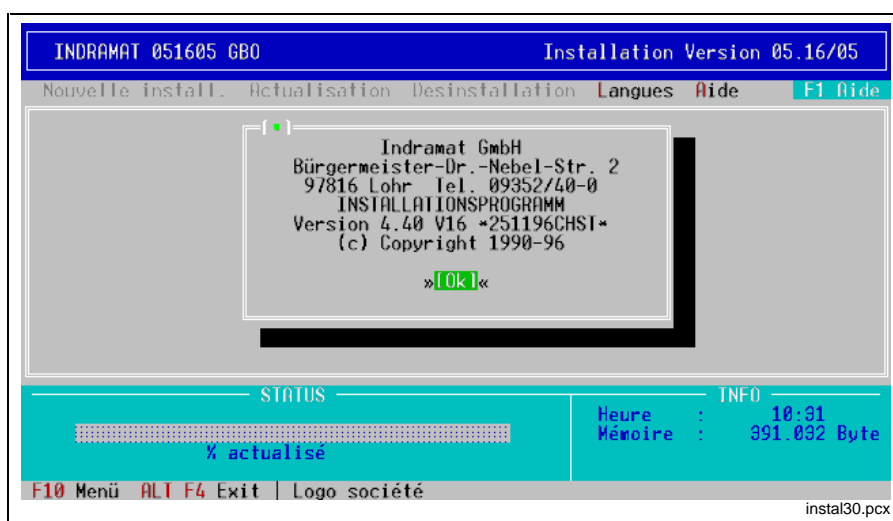 INDRAMAT 051605 GBO Installation Version 05.16/05
Nouvelle install. Actualisation Desinstallation Langues Aide F1 Aide
Indramat GmbH
Bürgermeister-Dr.-Nebel-Str. 2
97816 Lohr Tel. 09352/40-0
INSTALLATIONSPROGRAMM
Version 4.40 V16 *251196CHST*
(c) Copyright 1990-96
»[Ok]«
STATUS
INFO
Heure : 10:31
Mémoire : 391.032 Byte
% actualisé
F10 Menü ALT F4 Exit | Logo société
instal30.pcx